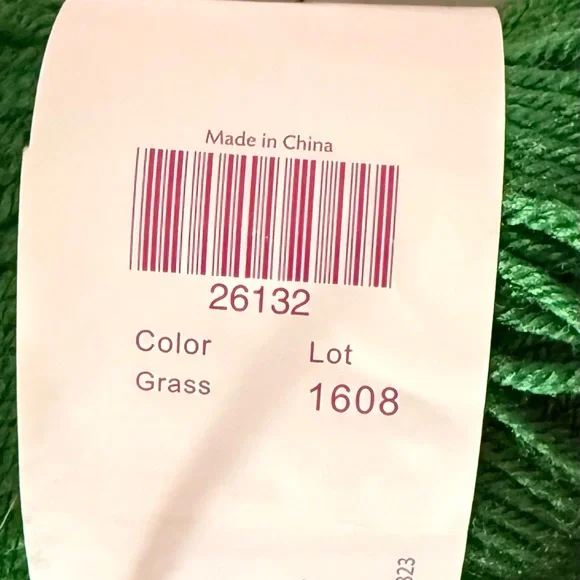 Made in China
26132
Color Lot
Grass 1608